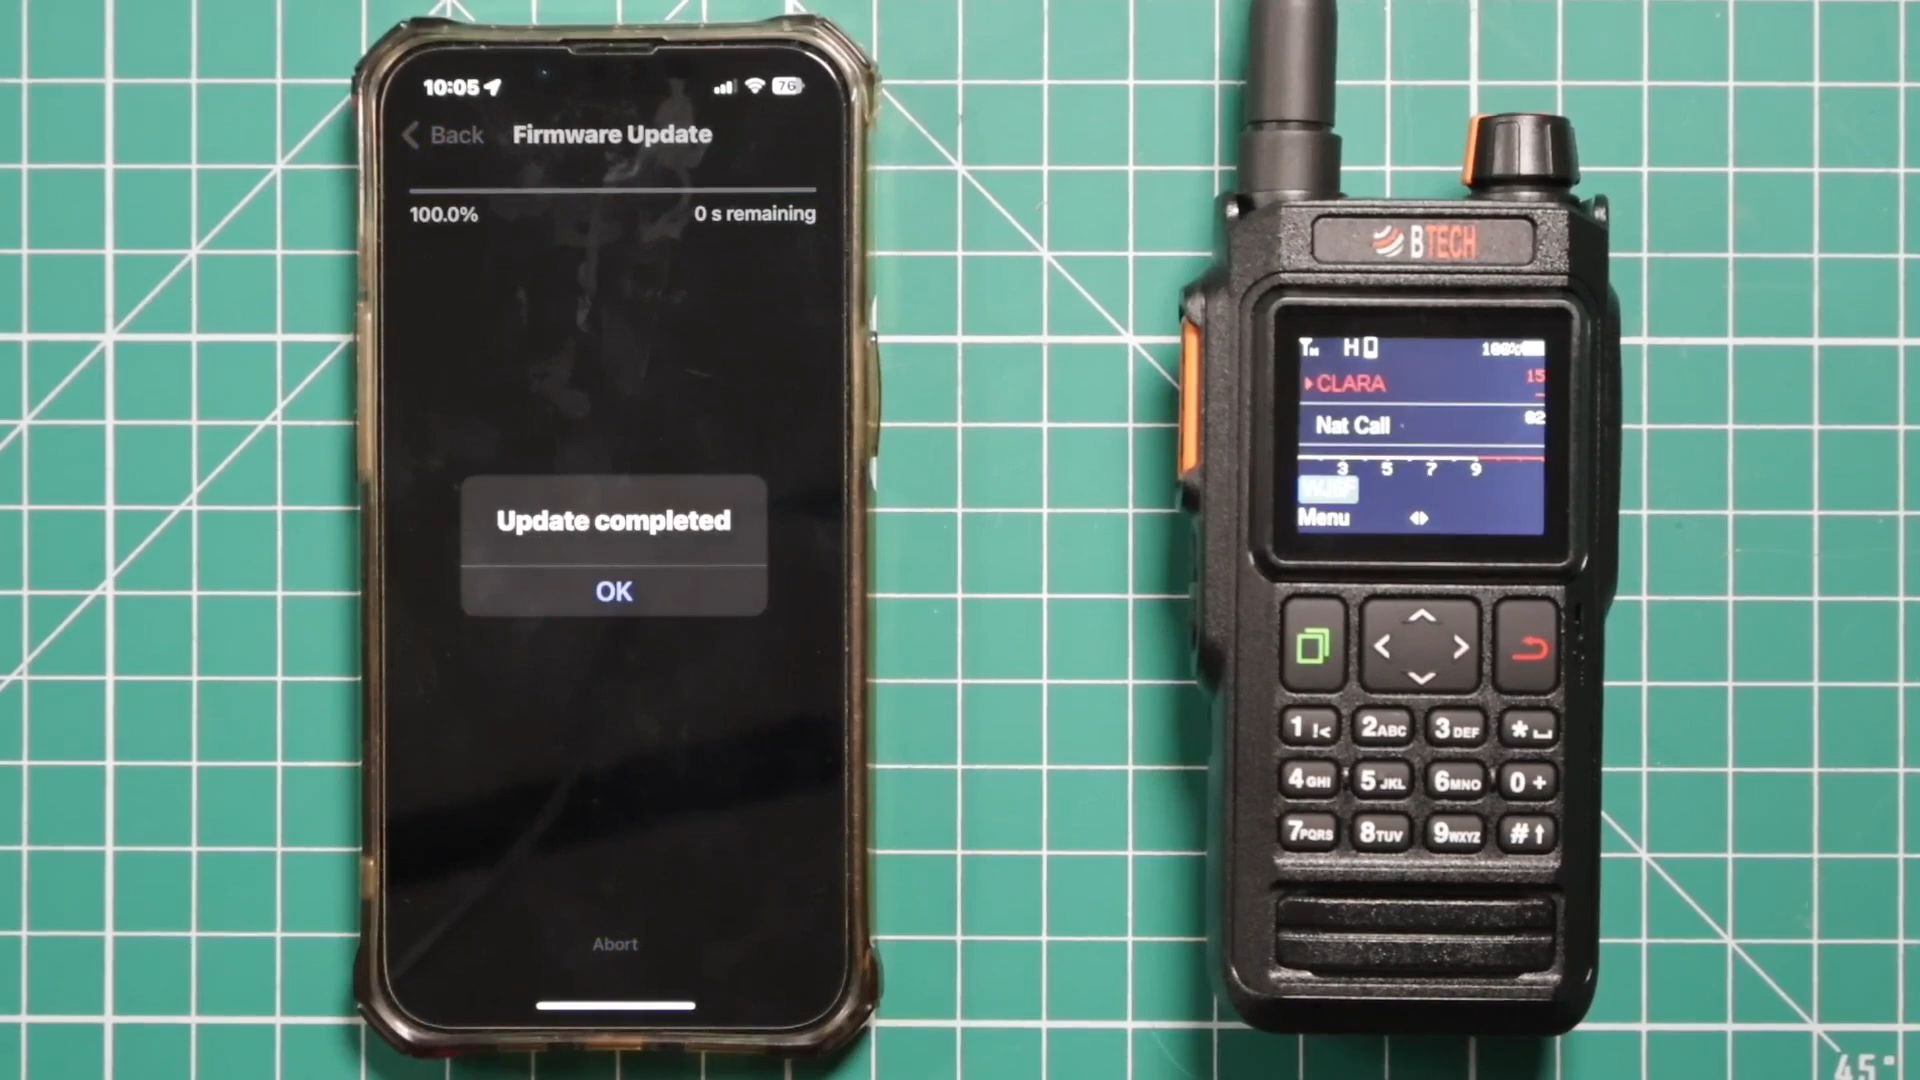 10:05
76
Back Firmware Update
100.0% 0 s remaining
Update completed
OK
Abort
BTECH
H 100%
CLARA 15
Nat Call 02
3 5 7 9
Menu
1 !< 2ABC 3DEF *
4GHI 5JKL 6MNO 0 +
7PQRS 8TUV 9WXYZ #
45°